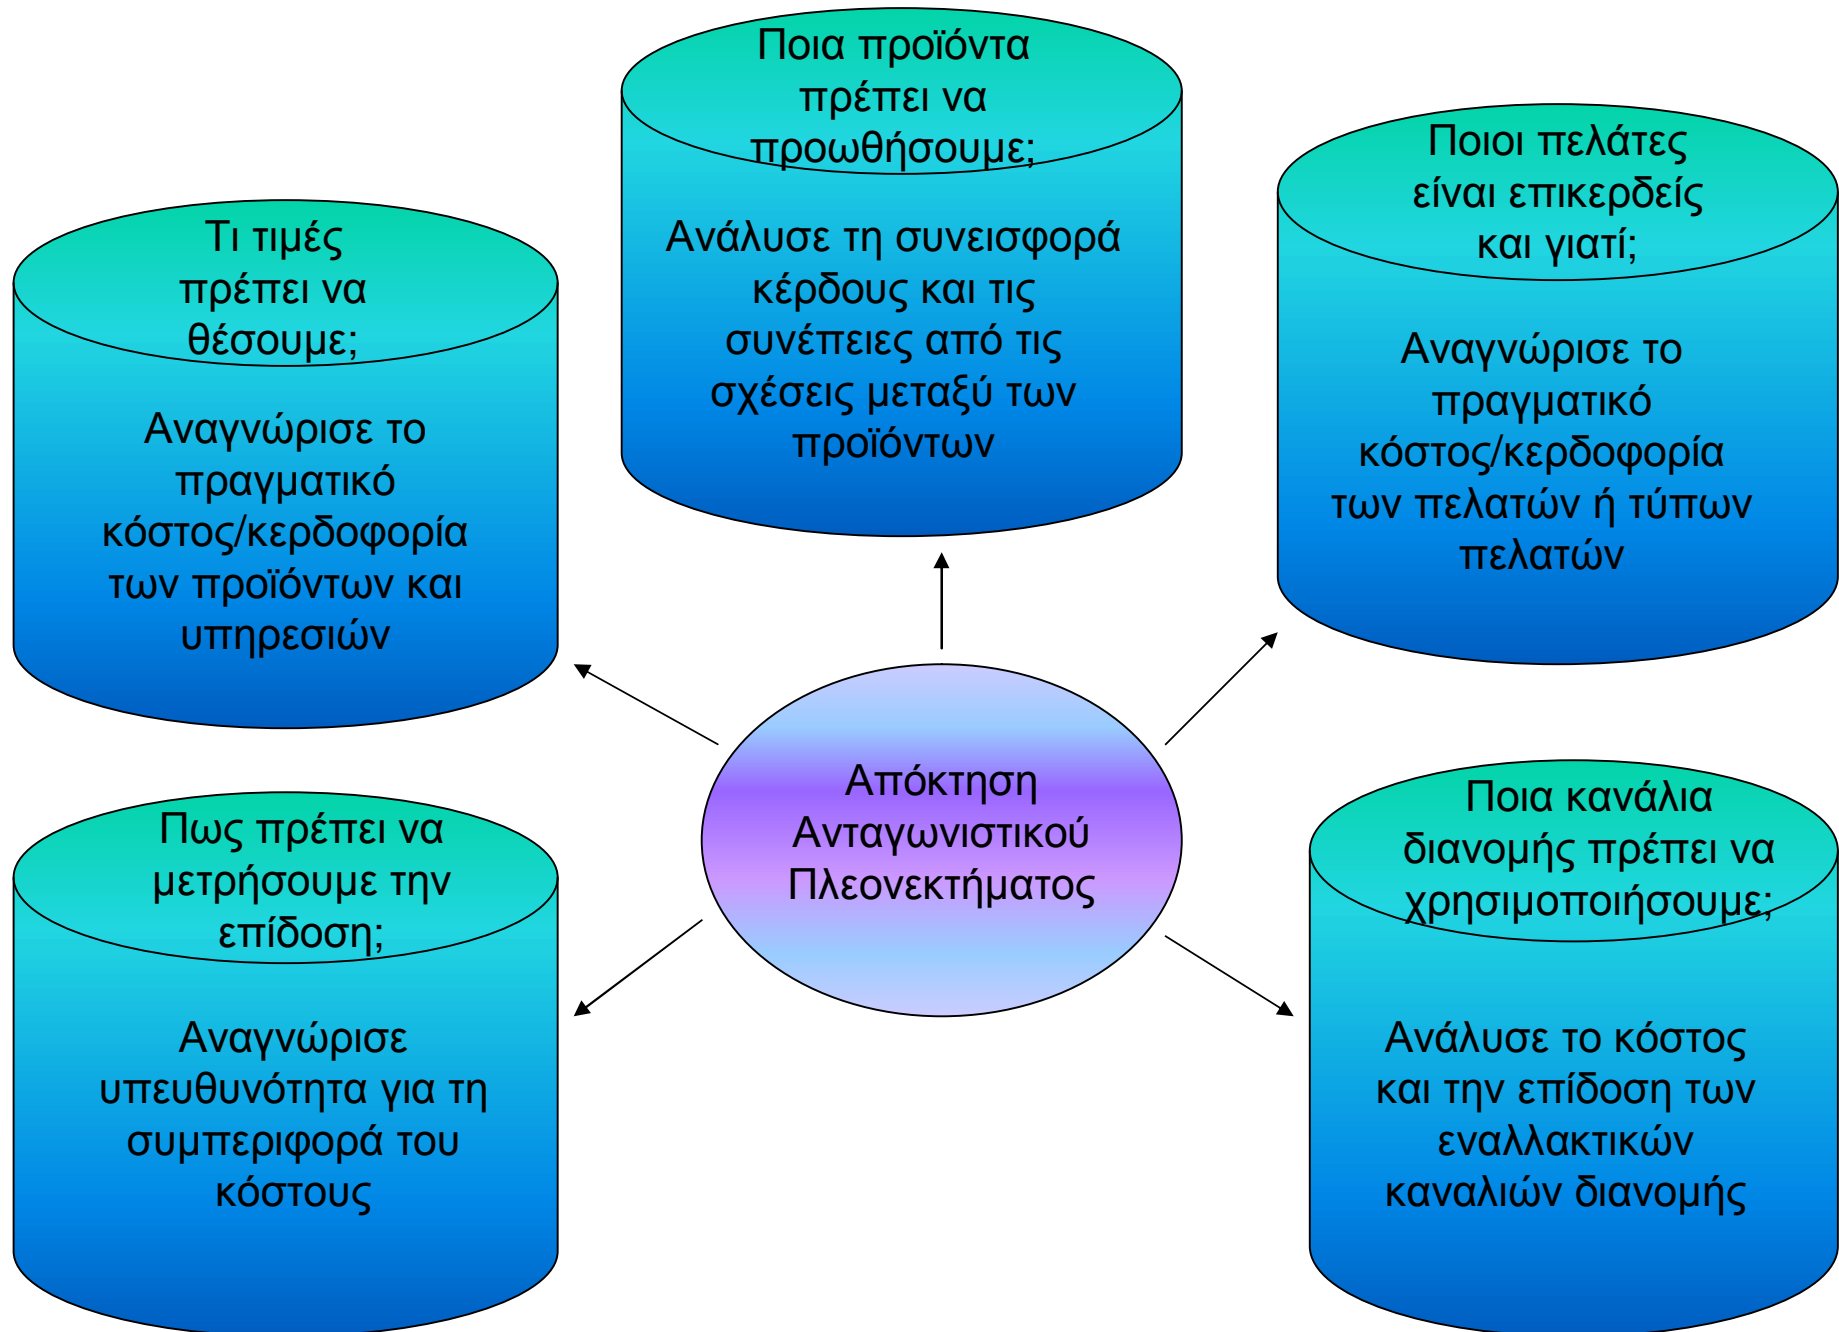 Ποια προϊόντα
πρέπει να
προωθήσουμε;
Ανάλυσε τη συνεισφορά
κέρδους και τις
συνέπειες από τις
σχέσεις μεταξύ των
προϊόντων
Ποιοι πελάτες
είναι επικερδείς
και γιατί;
Αναγνώρισε το
πραγματικό
κόστος/κερδοφορία
των πελατών ή τύπων
πελατών
Τι τιμές
πρέπει να
θέσουμε;
Αναγνώρισε το
πραγματικό
κόστος/κερδοφορία
των προϊόντων και
υπηρεσιών
Απόκτηση
Ανταγωνιστικού
Πλεονεκτήματος
Πως πρέπει να
μετρήσουμε την
επίδοση;
Αναγνώρισε
υπευθυνότητα για τη
συμπεριφορά του
κόστους
Ποια κανάλια
διανομής πρέπει να
χρησιμοποιήσουμε;
Ανάλυσε το κόστος
και την επίδοση των
εναλλακτικών
καναλιών διανομής